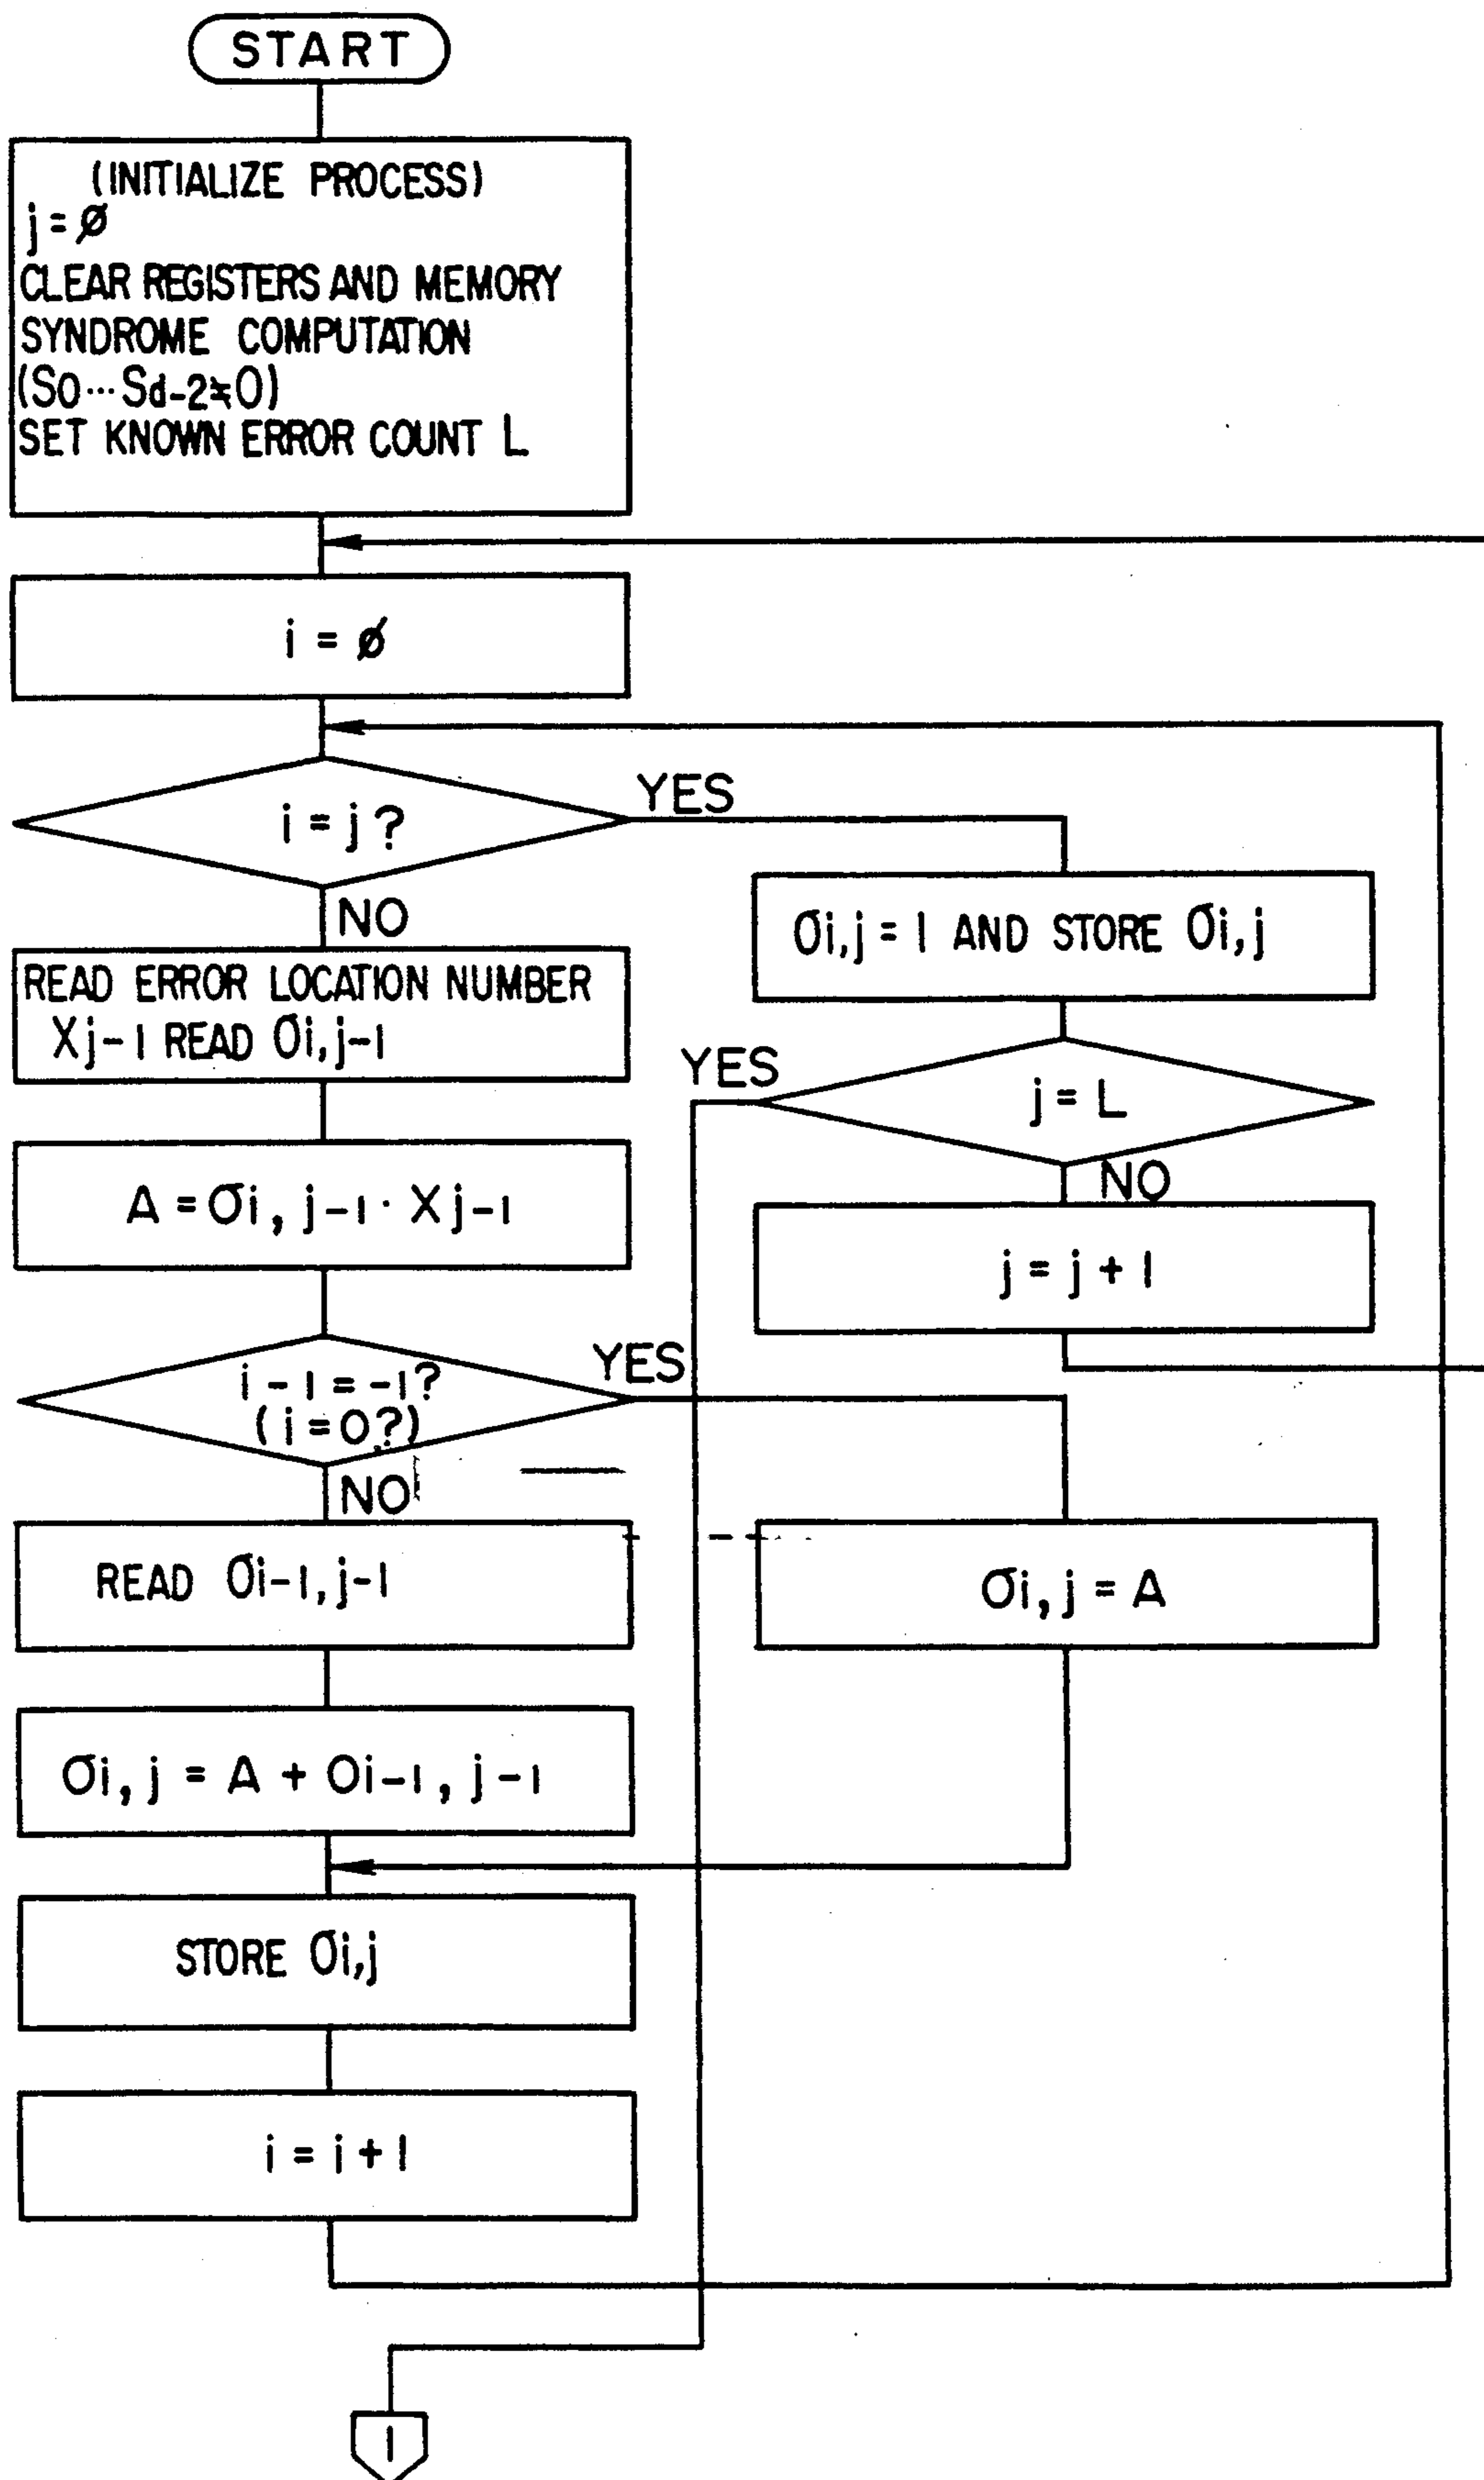 START
(INITIALIZE PROCESS)
j = ø
CLEAR REGISTERS AND MEMORY
SYNDROME COMPUTATION
(S0···Sd-2≠0)
SET KNOWN ERROR COUNT L
i = ø
i = j ?
YES
NO
σi,j = 1 AND STORE σi,j
READ ERROR LOCATION NUMBER
Xj-1 READ σi,j-1
YES
j = L
NO
A = σi, j-1 · Xj-1
j = j + 1
i - 1 = -1?
(i = 0?)
YES
NO
READ σi-1, j-1
σi, j = A
σi, j = A + Oi-1, j-1
STORE σi,j
i = i + 1
1